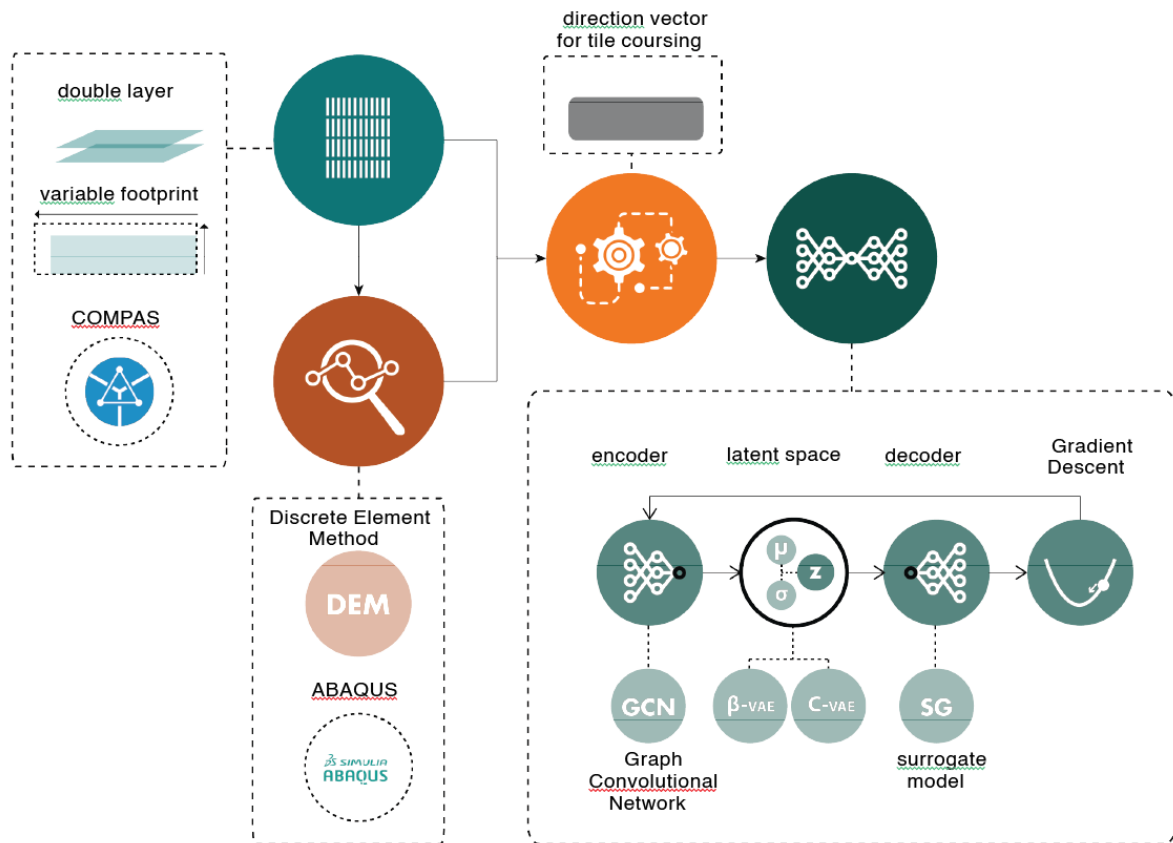 direction vector
for tile coursing
double layer
variable footprint
COMPAS
Discrete Element
Method
DEM
ABAQUS
SIMULIA
ABAQUS
encoder
latent space
decoder
Gradient
Descent
μ
z
σ
GCN
β-VAE
C-VAE
SG
Graph
Convolutional
Network
surrogate
model